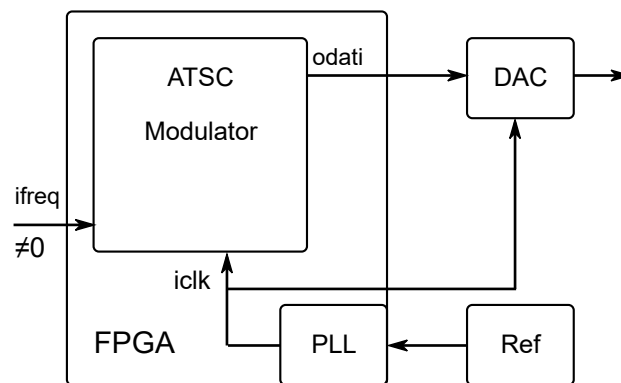 odati
ATSC
DAC
Modulator
ifreq
≠0
iclk
FPGA
PLL
Ref